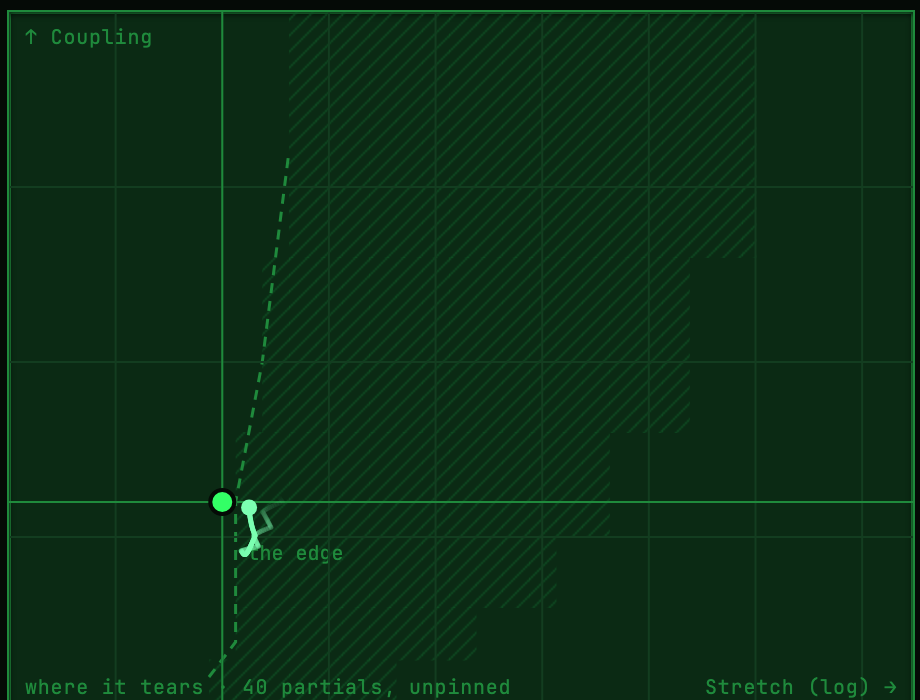 ↑ Coupling
the edge
where it tears · 40 partials, unpinned
Stretch (log) →